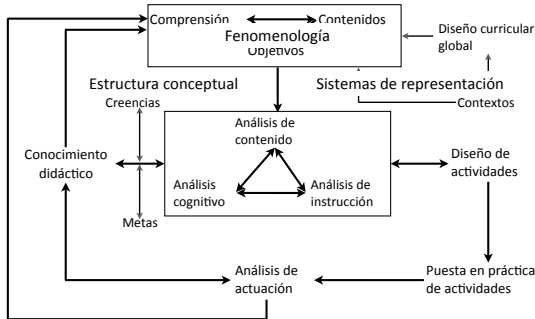 Comprensión
Contenidos
Fenomenología
Objetivos
Diseño curricular
global
Estructura conceptual
Sistemas de representación
Creencias
Contextos
Análisis de
contenido
Conocimiento
didáctico
Análisis
cognitivo
Análisis de
instrucción
Diseño de
actividades
Metas
Análisis de
actuación
Puesta en práctica
de actividades